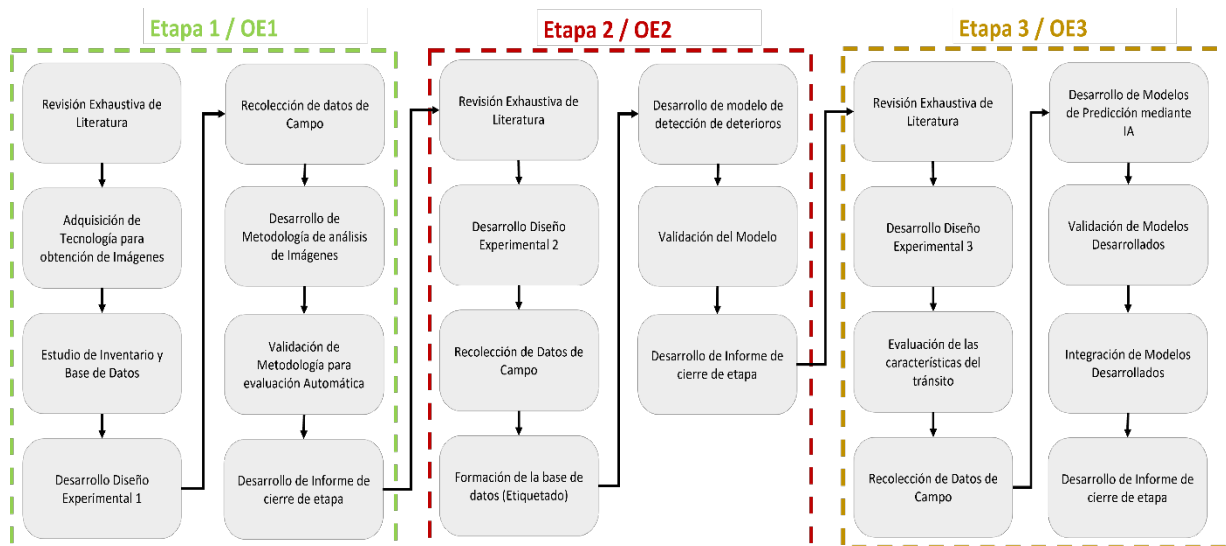 Etapa 1 / OE1
Revisión Exhaustiva de
Literatura
Adquisición de
Tecnología para
obtención de Imágenes
Estudio de Inventario y
Base de Datos
Desarrollo Diseño
Experimental 1
Recolección de datos de
Campo
Desarrollo de
Metodología de análisis
de Imágenes
Validación de
Metodología para
evaluación Automática
Desarrollo de Informe de
cierre de etapa
Etapa 2 / OE2
Revisión Exhaustiva de
Literatura
Desarrollo Diseño
Experimental 2
Recolección de Datos de
Campo
Formación de la base de
datos (Etiquetado)
Desarrollo de modelo de
detección de deterioros
Validación del Modelo
Desarrollo de Informe de
cierre de etapa
Etapa 3 / OE3
Revisión Exhaustiva de
Literatura
Desarrollo Diseño
Experimental 3
Evaluación de las
características del
tránsito
Recolección de Datos de
Campo
Desarrollo de Modelos
de Predicción mediante
IA
Validación de Modelos
Desarrollados
Integración de Modelos
Desarrollados
Desarrollo de Informe de
cierre de etapa